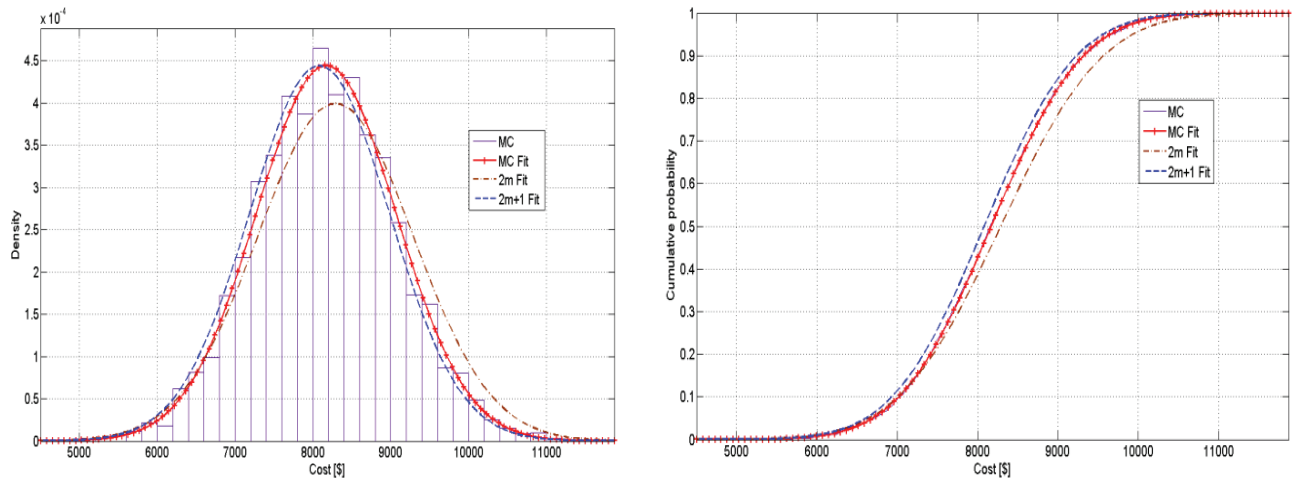 x 10-4
4.5
4
3.5
3
2.5
2
1.5
1
0.5
0
Density
5000 6000 7000 8000 9000 10000 11000
Cost [$]
MC
MC Fit
2m Fit
2m+1 Fit
1
0.9
0.8
0.7
0.6
0.5
0.4
0.3
0.2
0.1
0
Cumulative probability
5000 6000 7000 8000 9000 10000 11000
Cost [$]
MC
MC Fit
2m Fit
2m+1 Fit